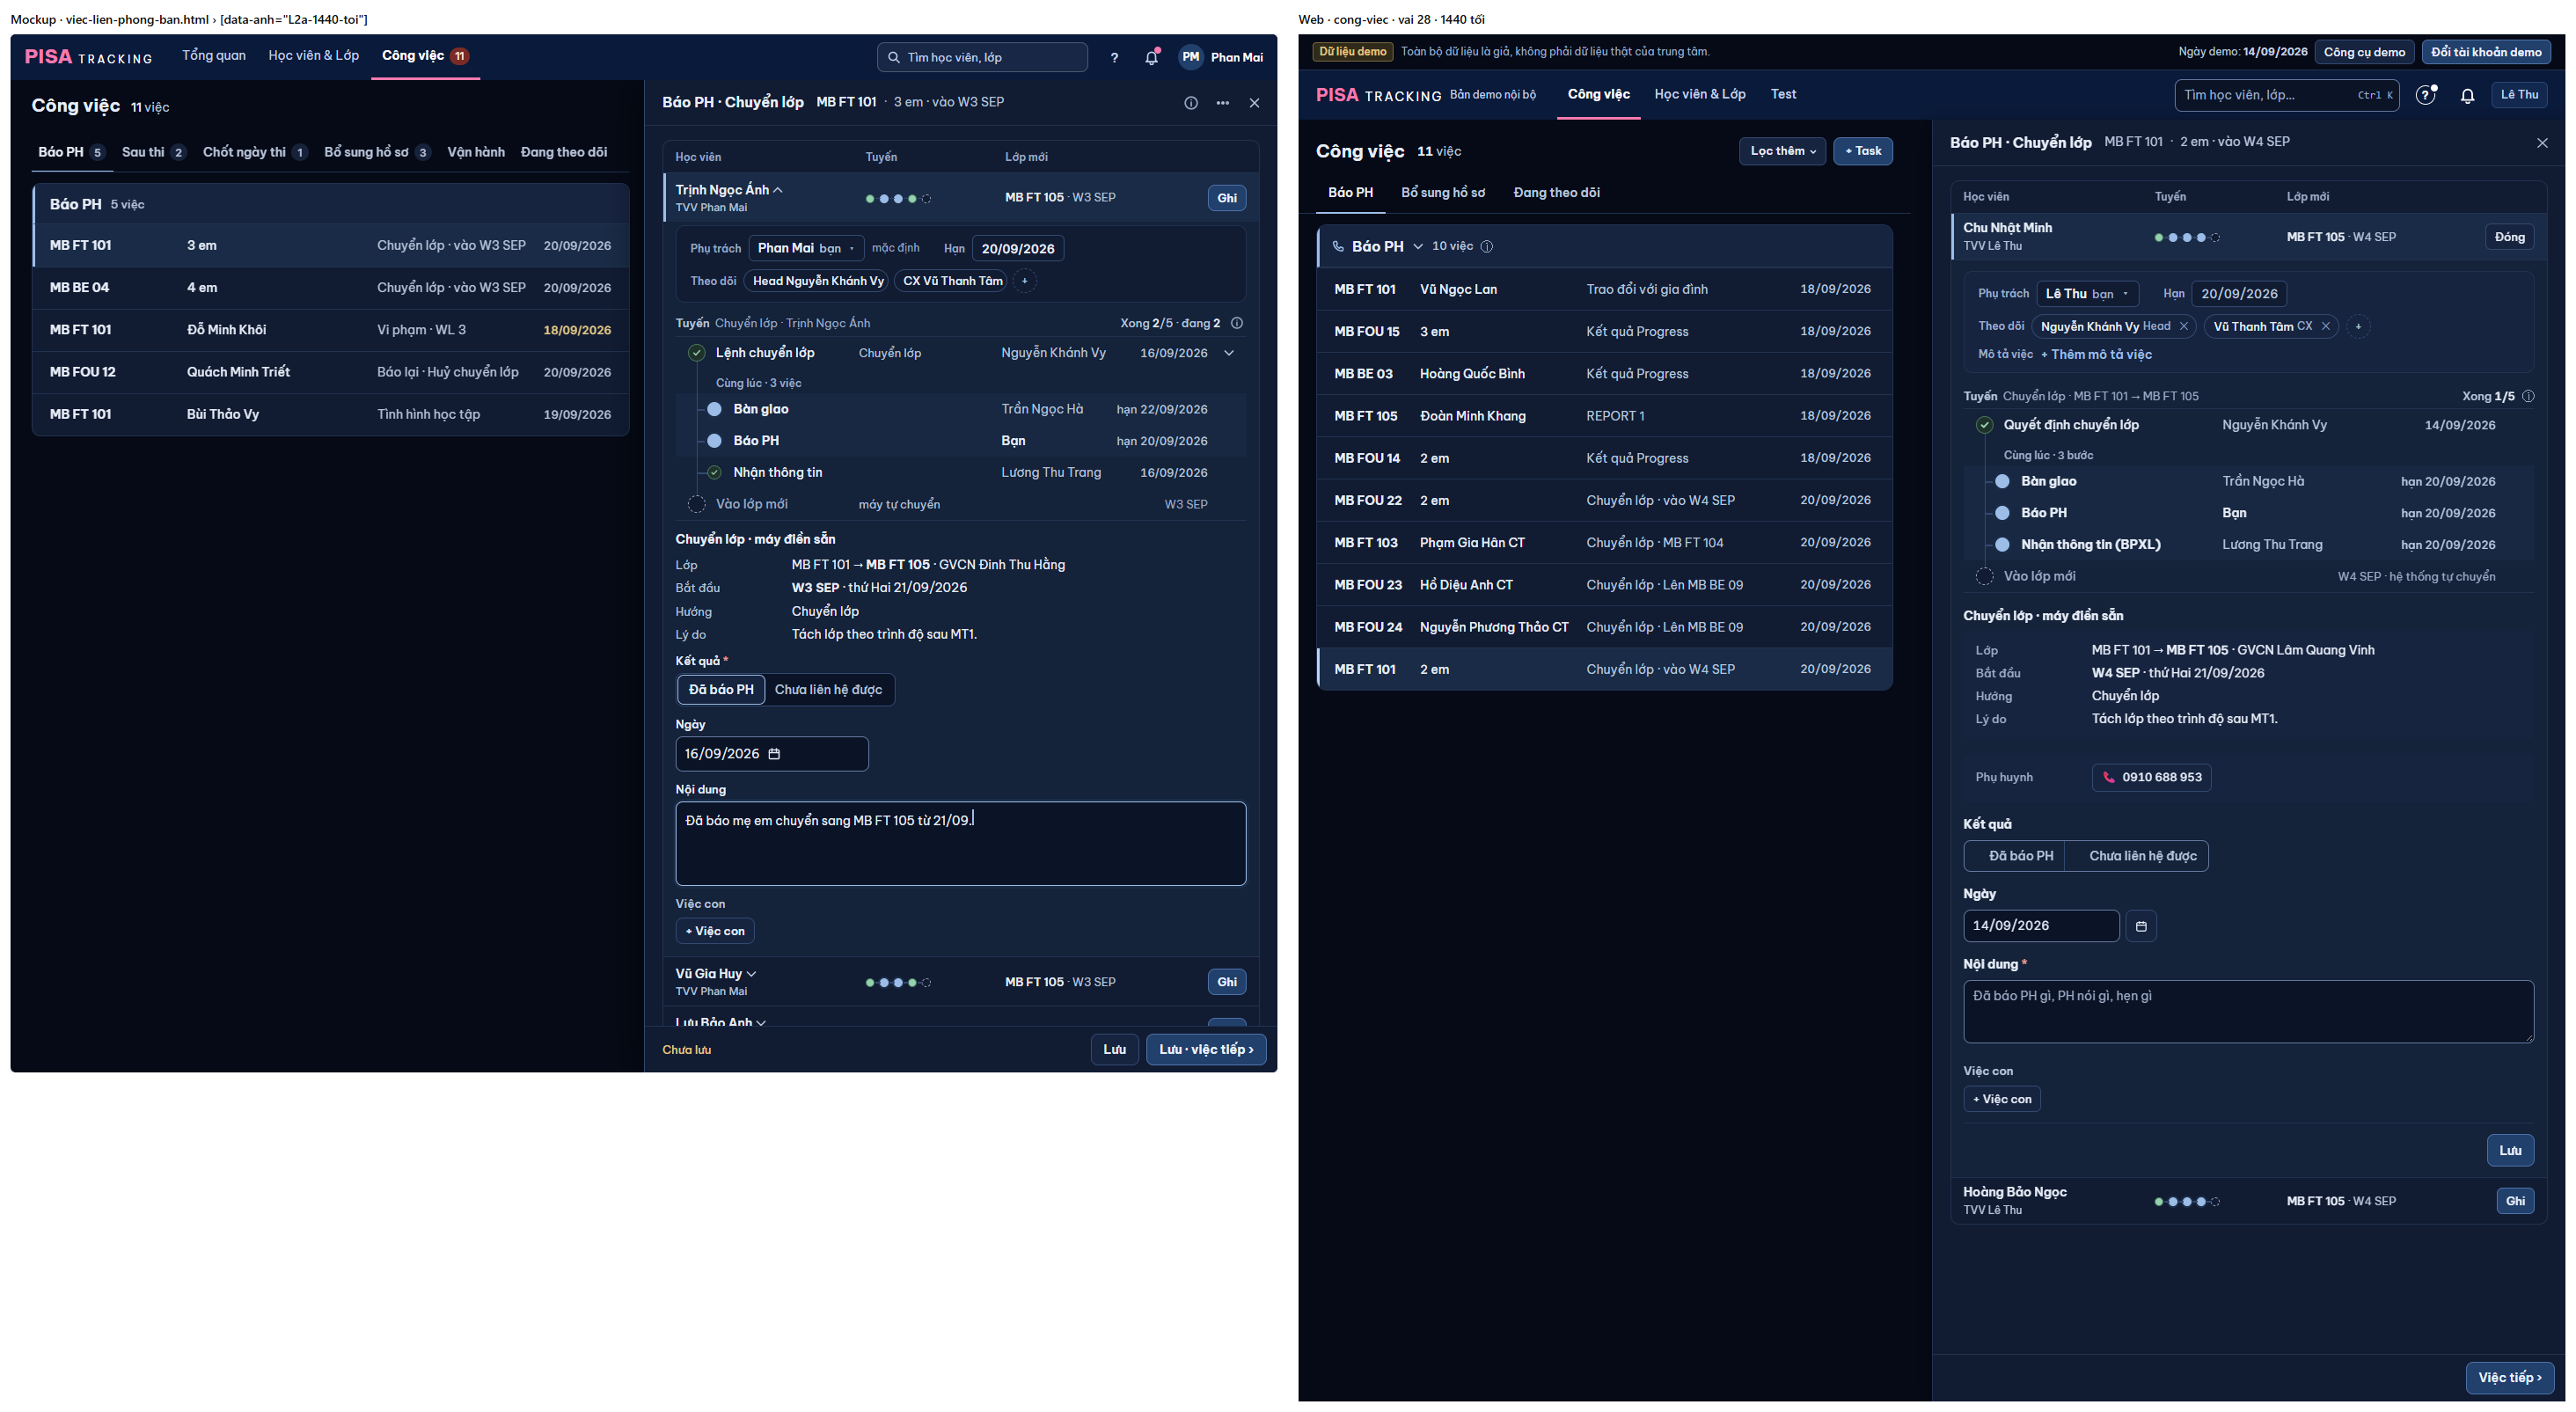 Mockup · viec-lien-phong-ban.html › [data-anh="L2a-1440-toi"]
PISA TRACKING
Tổng quan
Học viên & Lớp
Công việc 11
Tìm học viên, lớp
?
PM Phan Mai
Công việc 11 việc
Báo PH 5
Sau thi 2
Chốt ngày thi 1
Bổ sung hồ sơ 3
Vận hành
Đang theo dõi
Báo PH 5 việc
MB FT 101 3 em Chuyển lớp · vào W3 SEP 20/09/2026
MB BE 04 4 em Chuyển lớp · vào W3 SEP 20/09/2026
MB FT 101 Đỗ Minh Khôi Vi phạm · WL 3 18/09/2026
MB FOU 12 Quách Minh Triết Báo lại · Huỷ chuyển lớp 20/09/2026
MB FT 101 Bùi Thảo Vy Tình hình học tập 19/09/2026
Báo PH · Chuyển lớp MB FT 101 · 3 em · vào W3 SEP
Học viên Tuyến Lớp mới
Trịnh Ngọc Ánh
TVV Phan Mai
MB FT 105 · W3 SEP
Ghi
Phụ trách Phan Mai bạn mặc định Hạn 20/09/2026
Theo dõi Head Nguyễn Khánh Vy CX Vũ Thanh Tâm +
Tuyến Chuyển lớp · Trịnh Ngọc Ánh Xong 2/5 · đang 2
Lệnh chuyển lớp Chuyển lớp Nguyễn Khánh Vy 16/09/2026
Cùng lúc · 3 việc
Bàn giao Trần Ngọc Hà hạn 22/09/2026
Báo PH Bạn hạn 20/09/2026
Nhận thông tin Lương Thu Trang 16/09/2026
Vào lớp mới máy tự chuyển W3 SEP
Chuyển lớp · máy điền sẵn
Lớp MB FT 101 → MB FT 105 · GVCN Đinh Thu Hằng
Bắt đầu W3 SEP · thứ Hai 21/09/2026
Hướng Chuyển lớp
Lý do Tách lớp theo trình độ sau MT1.
Kết quả *
Đã báo PH Chưa liên hệ được
Ngày
16/09/2026
Nội dung
Đã báo mẹ em chuyển sang MB FT 105 từ 21/09.
Việc con
+ Việc con
Vũ Gia Huy
TVV Phan Mai
MB FT 105 · W3 SEP
Ghi
Lưu Bảo Anh
Chưa lưu
Lưu
Lưu · việc tiếp ›
Web · cong-viec · vai 28 · 1440 tối
Dữ liệu demo Toàn bộ dữ liệu là giả, không phải dữ liệu thật của trung tâm.
Ngày demo: 14/09/2026 Công cụ demo Đổi tài khoản demo
PISA TRACKING Bản demo nội bộ
Công việc
Học viên & Lớp
Test
Tìm học viên, lớp... Ctrl K
?
Lê Thu
Công việc 11 việc
Lọc thêm
+ Task
Báo PH
Bổ sung hồ sơ
Đang theo dõi
Báo PH 10 việc
MB FT 101 Vũ Ngọc Lan Trao đổi với gia đình 18/09/2026
MB FOU 15 3 em Kết quả Progress 18/09/2026
MB BE 03 Hoàng Quốc Bình Kết quả Progress 18/09/2026
MB FT 105 Đoàn Minh Khang REPORT 1 18/09/2026
MB FOU 14 2 em Kết quả Progress 18/09/2026
MB FOU 22 2 em Chuyển lớp · vào W4 SEP 20/09/2026
MB FT 103 Phạm Gia Hân CT Chuyển lớp · MB FT 104 20/09/2026
MB FOU 23 Hồ Diệu Anh CT Chuyển lớp · Lên MB BE 09 20/09/2026
MB FOU 24 Nguyễn Phương Thảo CT Chuyển lớp · Lên MB BE 09 20/09/2026
MB FT 101 2 em Chuyển lớp · vào W4 SEP 20/09/2026
Báo PH · Chuyển lớp MB FT 101 · 2 em · vào W4 SEP
Học viên Tuyến Lớp mới
Chu Nhật Minh
TVV Lê Thu
MB FT 105 · W4 SEP
Đóng
Phụ trách Lê Thu bạn Hạn 20/09/2026
Theo dõi Nguyễn Khánh Vy Head Vũ Thanh Tâm CX +
Mô tả việc + Thêm mô tả việc
Tuyến Chuyển lớp · MB FT 101 → MB FT 105 Xong 1/5
Quyết định chuyển lớp Nguyễn Khánh Vy 14/09/2026
Cùng lúc · 3 bước
Bàn giao Trần Ngọc Hà hạn 20/09/2026
Báo PH Bạn hạn 20/09/2026
Nhận thông tin (BPXL) Lương Thu Trang hạn 20/09/2026
Vào lớp mới W4 SEP · hệ thống tự chuyển
Chuyển lớp · máy điền sẵn
Lớp MB FT 101 → MB FT 105 · GVCN Lâm Quang Vinh
Bắt đầu W4 SEP · thứ Hai 21/09/2026
Hướng Chuyển lớp
Lý do Tách lớp theo trình độ sau MT1.
Phụ huynh 0910 688 953
Kết quả
Đã báo PH Chưa liên hệ được
Ngày
14/09/2026
Nội dung *
Đã báo PH gì, PH nói gì, hẹn gì
Việc con
+ Việc con
Lưu
Hoàng Bảo Ngọc
TVV Lê Thu
MB FT 105 · W4 SEP
Ghi
Việc tiếp ›